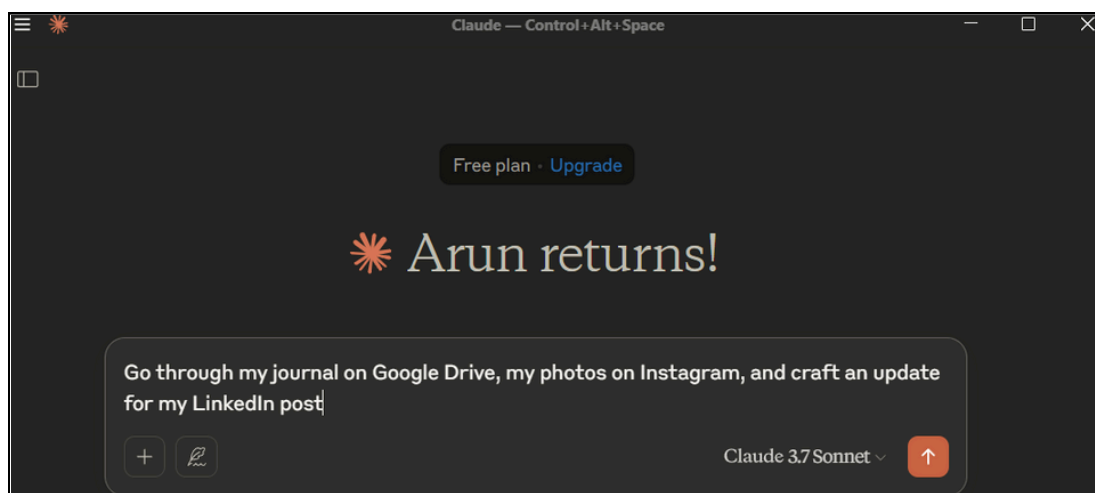 Claude — Control+Alt+Space
Free plan · Upgrade
Arun returns!
Go through my journal on Google Drive, my photos on Instagram, and craft an update
for my LinkedIn post
Claude 3.7 Sonnet